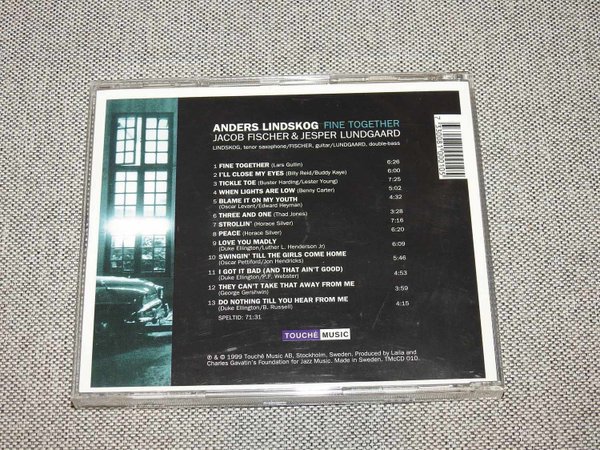 ANDERS LINDSKOG FINE TOGETHER
JACOB FISCHER & JESPER LUNDGAARD
LINDSKOG, tenor saxophone/FISCHER, guitar/LUNDGAARD, double-bass
1 FINE TOGETHER (Lars Gullin) 6:26
2 I'LL CLOSE MY EYES (Billy Reid/Buddy Kaye) 6:00
3 TICKLE TOE (Buster Harding/Lester Young) 7:25
4 WHEN LIGHTS ARE LOW (Benny Carter) 5:02
5 BLAME IT ON MY YOUTH 4:32
(Oscar Levant/Edward Heyman)
6 THREE AND ONE (Thad Jones) 3:28
7 STROLLIN' (Horace Silver) 7:16
8 PEACE (Horace Silver) 6:20
9 LOVE YOU MADLY 6:09
(Duke Ellington/Luther L. Henderson Jr)
10 SWINGIN' TILL THE GIRLS COME HOME 5:46
(Oscar Pettiford/Jon Hendricks)
11 I GOT IT BAD (AND THAT AIN'T GOOD) 4:53
(Duke Ellington/P.F. Webster)
12 THEY CAN'T TAKE THAT AWAY FROM ME 3:59
(George Gershwin)
13 DO NOTHING TILL YOU HEAR FROM ME 4:15
(Duke Ellington/B. Russell)
SPELTID: 71:31
TOUCHÉ MUSIC
℗ & © 1999 Touché Music AB, Stockholm, Sweden. Produced by Laila and
Charles Gavatin's Foundation for Jazz Music. Made in Sweden. TMcCD 010.